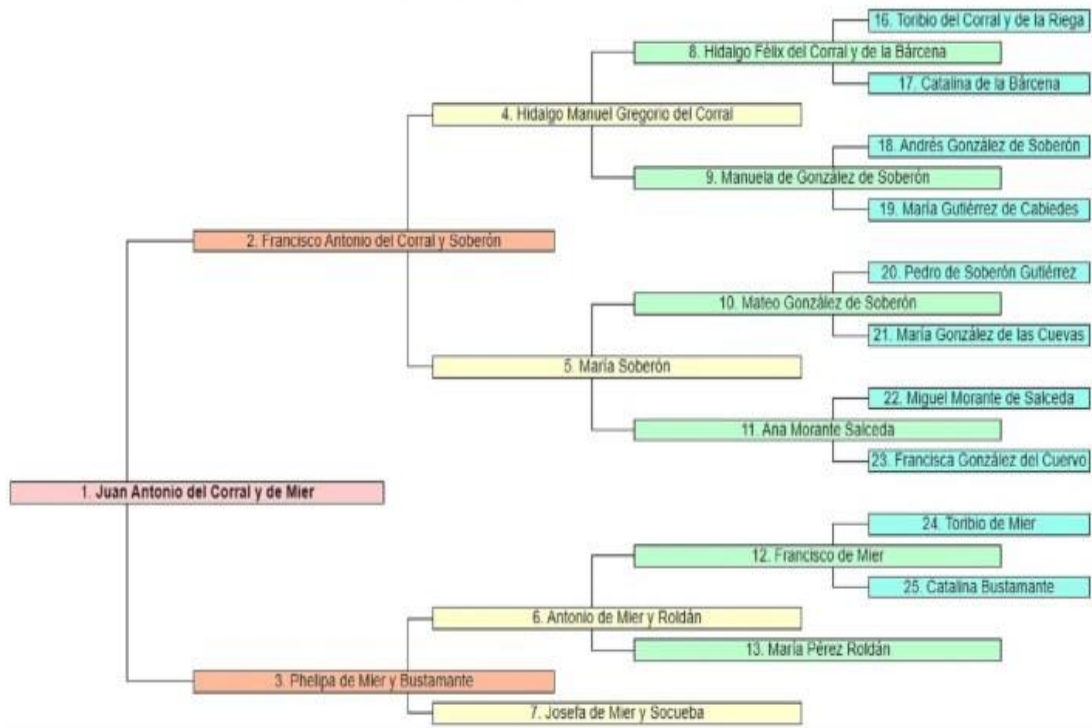 16. Toribio del Corral y de la Riega
8. Hidalgo Félix del Corral y de la Bárcena
17. Catalina de la Bárcena
4. Hidalgo Manuel Gregorio del Corral
18. Andrés González de Soberón
9. Manuela de González de Soberón
19. María Gutiérrez de Cabiedes
2. Francisco Antonio del Corral y Soberón
20. Pedro de Soberón Gutiérrez
10. Mateo González de Soberón
21. María González de las Cuevas
5. María Soberón
22. Miguel Morante de Salceda
11. Ana Morante Salceda
23. Francisca González del Cuervo
1. Juan Antonio del Corral y de Mier
24. Toribio de Mier
12. Francisco de Mier
25. Catalina Bustamante
6. Antonio de Mier y Roldán
13. María Pérez Roldán
3. Phelipa de Mier y Bustamante
7. Josefa de Mier y Socueba